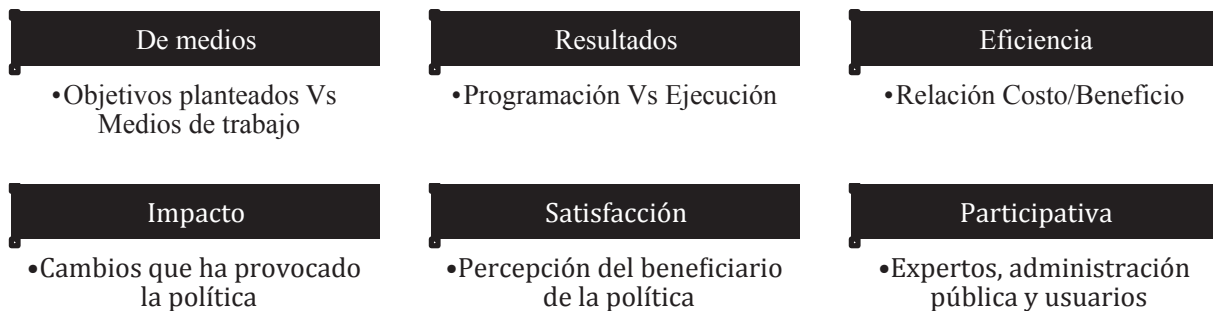 De medios
•Objetivos planteados Vs
Medios de trabajo
Resultados
•Programación Vs Ejecución
Eficiencia
•Relación Costo/Beneficio
Impacto
•Cambios que ha provocado
la política
Satisfacción
•Percepción del beneficiario
de la política
Participativa
•Expertos, administración
pública y usuarios